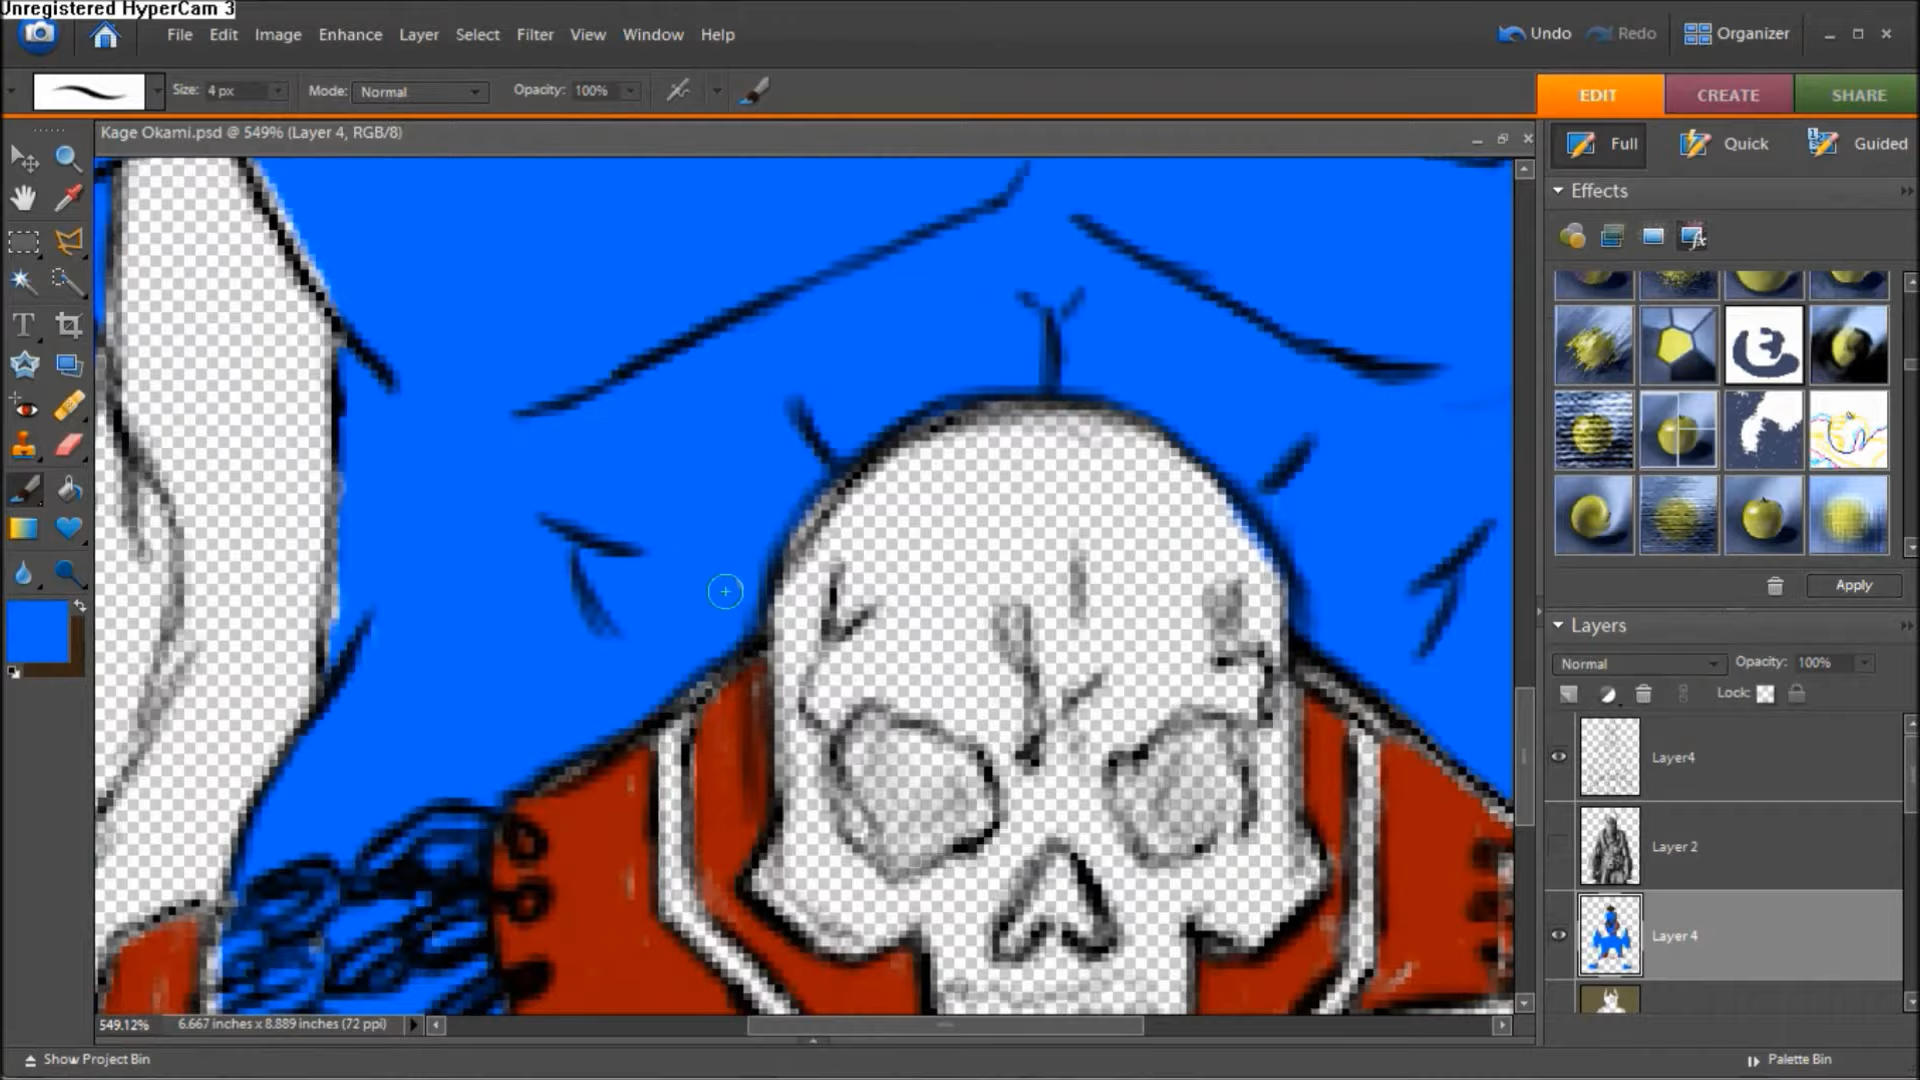 Unregistered HyperCam 3
File Edit Image Enhance Layer Select Filter View Window Help
Undo Redo Organizer
Size: 4 px Mode: Normal Opacity: 100%
EDIT CREATE SHARE
Kage Okami.psd @ 549% (Layer 4, RGB/8)
Full Quick Guided
Effects
Apply
Layers
Normal Opacity: 100%
Lock:
Layer4
Layer 2
Layer 4
549.12% 6.667 inches x 8.889 inches (72 ppi)
Show Project Bin Palette Bin